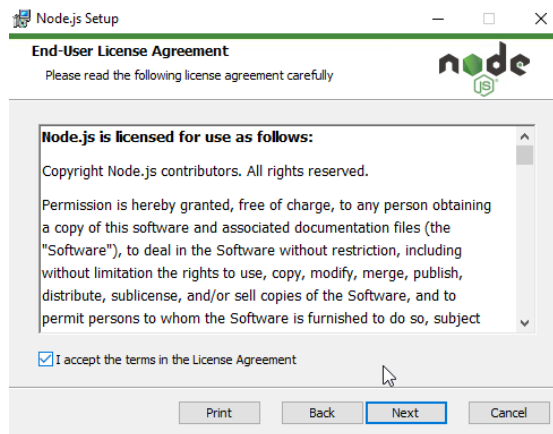 Node.js Setup
End-User License Agreement
Please read the following license agreement carefully
node
JS
Node.js is licensed for use as follows:
Copyright Node.js contributors. All rights reserved.
Permission is hereby granted, free of charge, to any person obtaining
a copy of this software and associated documentation files (the
"Software"), to deal in the Software without restriction, including
without limitation the rights to use, copy, modify, merge, publish,
distribute, sublicense, and/or sell copies of the Software, and to
permit persons to whom the Software is furnished to do so, subject
I accept the terms in the License Agreement
Print Back Next Cancel